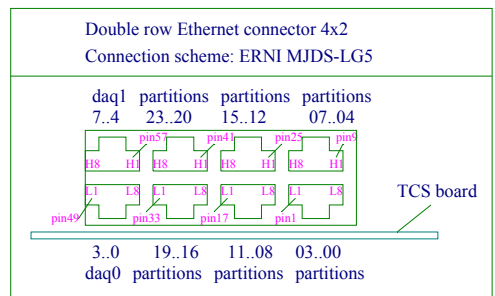 Double row Ethernet connector 4x2
Connection scheme: ERNI MJDS-LG5
daq1 partitions partitions partitions
7..4 23..20 15..12 07..04
pin57 pin41 pin25 pin9
H8 H1 H8 H1 H8 H1 H8 H1
L1 L8 L1 L8 L1 L8 L1 L8
TCS board
pin49 pin33 pin17 pin1
3..0 19..16 11..08 03..00
daq0 partitions partitions partitions